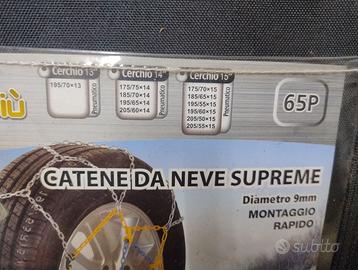 iù
Cerchio 13"
195/70×13
Pneumatico
Cerchio 14"
175/75×14
185/70×14
195/65×14
205/60×14
Pneumatico
Cerchio 15"
175/70×15
185/65×15
195/55×15
195/60×15
205/50×15
205/55×15
Pneumatico
65P
CATENE DA NEVE SUPREME
Diametro 9mm
MONTAGGIO
RAPIDO
subito